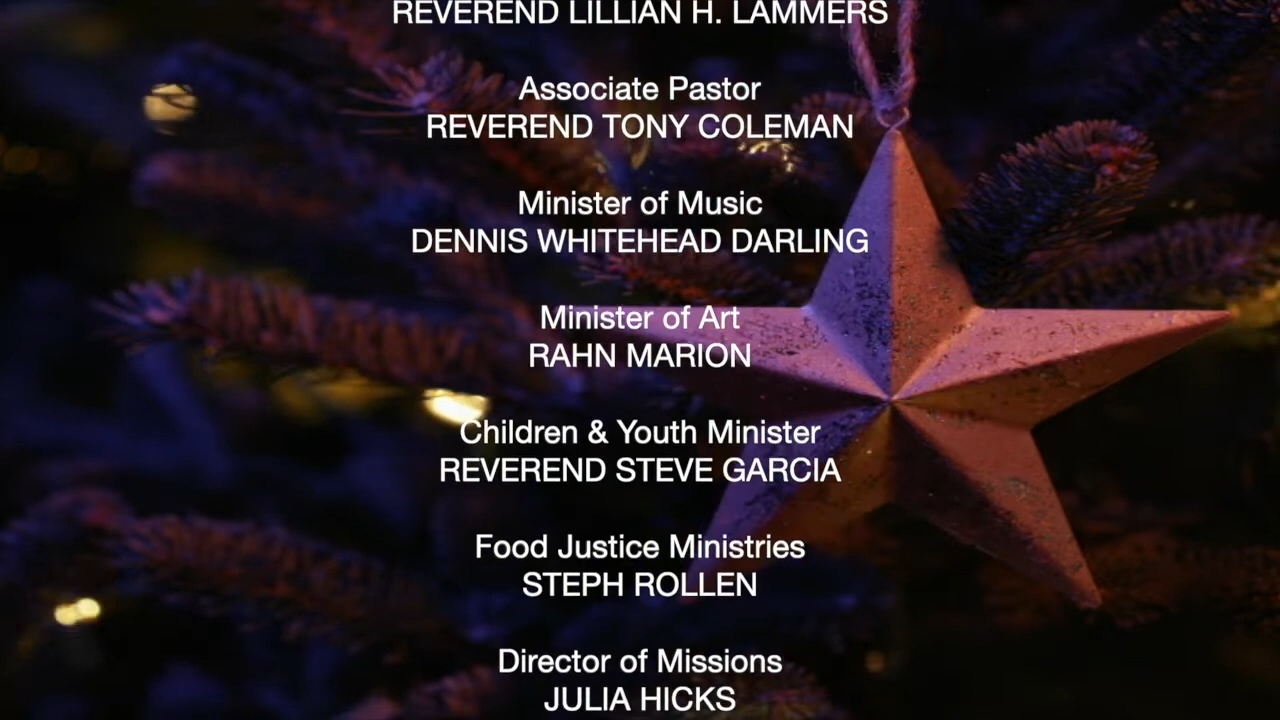 REVEREND LILLIAN H. LAMMERS
Associate Pastor
REVEREND TONY COLEMAN
Minister of Music
DENNIS WHITEHEAD DARLING
Minister of Art
RAHN MARION
Children & Youth Minister
REVEREND STEVE GARCIA
Food Justice Ministries
STEPH ROLLEN
Director of Missions
JULIA HICKS